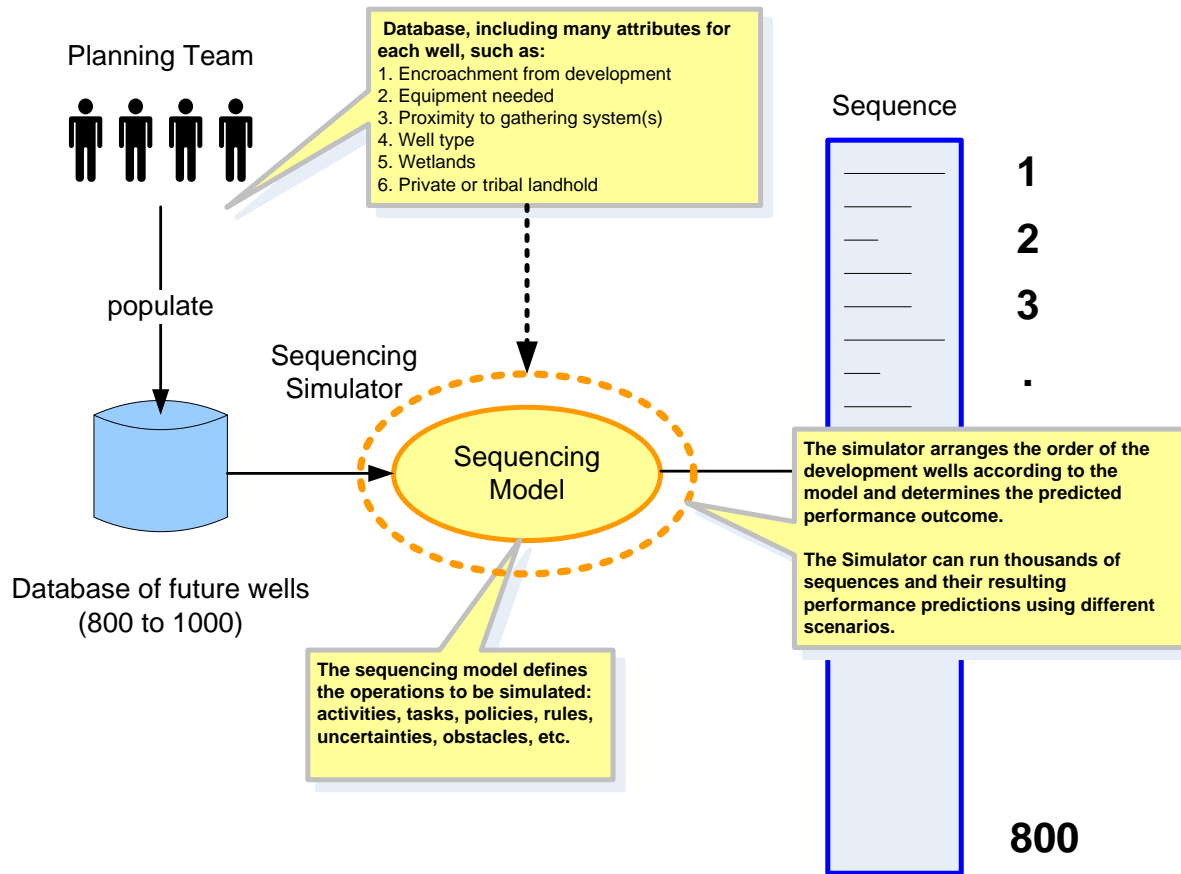 Planning Team
Database, including many attributes for
each well, such as:
1. Encroachment from development
2. Equipment needed
3. Proximity to gathering system(s)
4. Well type
5. Wetlands
6. Private or tribal landhold
Sequence
1
2
3
.
populate
Sequencing
Simulator
Sequencing
Model
The simulator arranges the order of the
development wells according to the
model and determines the predicted
performance outcome.
The Simulator can run thousands of
sequences and their resulting
performance predictions using different
scenarios.
Database of future wells
(800 to 1000)
The sequencing model defines
the operations to be simulated:
activities, tasks, policies, rules,
uncertainties, obstacles, etc.
800